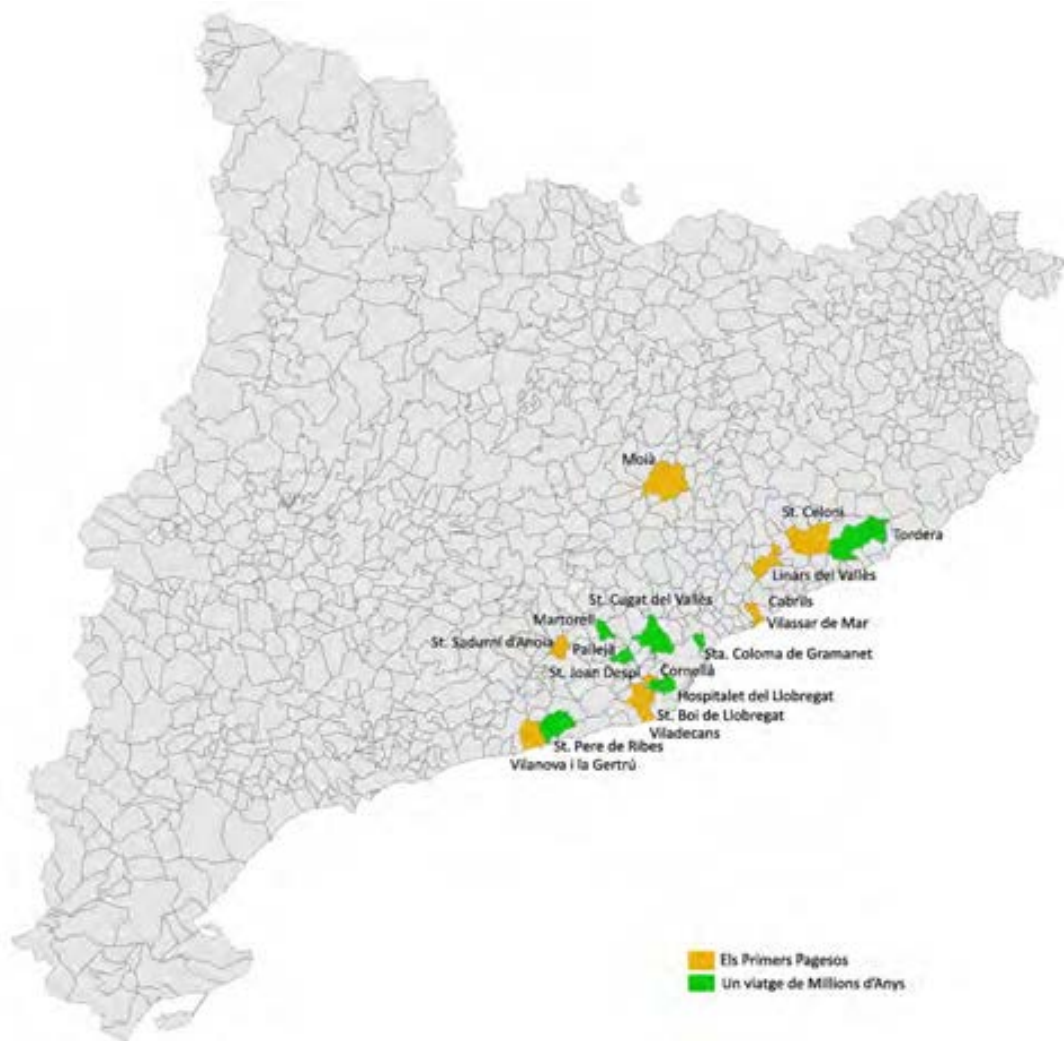 Moià
St. Celoni
Tordera
Linars del Vallès
St. Cugat del Vallès
Cabrils
Martorell
Vilassar de Mar
St. Sadurní d'Anoia
Pallejà
Sta. Coloma de Gramanet
St. Joan Despí
Cornellà
Hospitalet del Llobregat
St. Boi de Llobregat
Viladecans
St. Pere de Ribes
Vilanova i la Gertrú
Els Primers Pagesos
Un viatge de Millions d'Anys